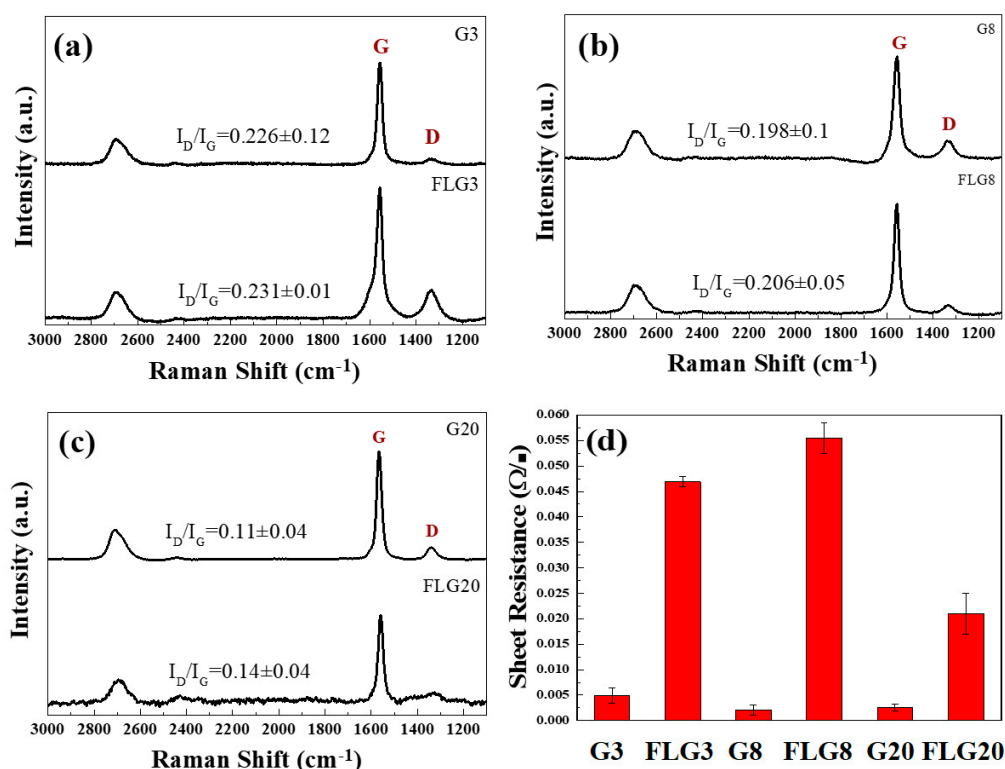 (a)
G3
G
I_D/I_G=0.226±0.12
D
FLG3
I_D/I_G=0.231±0.01
Intensity (a.u.)
3000 2800 2600 2400 2200 2000 1800 1600 1400 1200
Raman Shift (cm⁻¹)
(b)
G8
G
I_D/I_G=0.198±0.1
D
FLG8
I_D/I_G=0.206±0.05
Intensity (a.u.)
3000 2800 2600 2400 2200 2000 1800 1600 1400 1200
Raman Shift (cm⁻¹)
(c)
G20
G
I_D/I_G=0.11±0.04
D
FLG20
I_D/I_G=0.14±0.04
Intensity (a.u.)
3000 2800 2600 2400 2200 2000 1800 1600 1400 1200
Raman Shift (cm⁻¹)
(d)
Sheet Resistance (Ω/■)
0.060
0.055
0.050
0.045
0.040
0.035
0.030
0.025
0.020
0.015
0.010
0.005
0.000
G3 FLG3 G8 FLG8 G20 FLG20